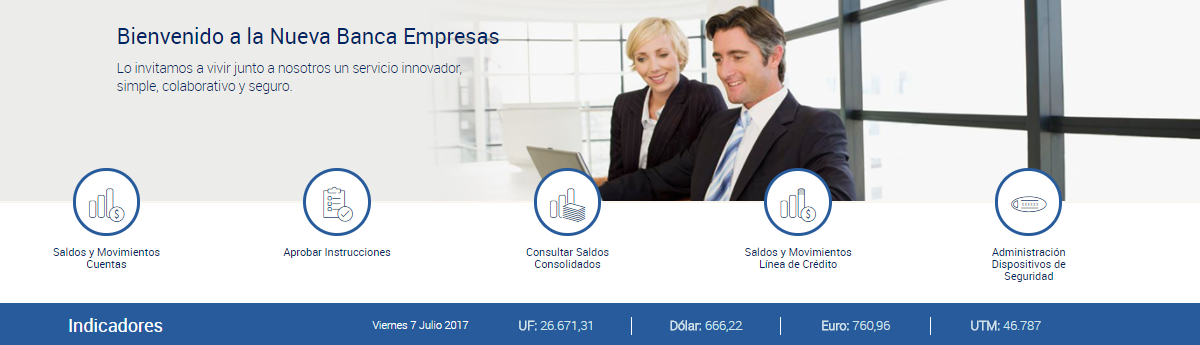 Bienvenido a la Nueva Banca Empresas
Lo invitamos a vivir junto a nosotros un servicio innovador,
simple, colaborativo y seguro.
Saldos y Movimientos
Cuentas
Aprobar Instrucciones
Consultar Saldos
Consolidados
Saldos y Movimientos
Línea de Crédito
Administración
Dispositivos de
Seguridad
Indicadores
Viernes 7 Julio 2017
UF: 26.671,31
Dólar: 666,22
Euro: 760,96
UTM: 46.787